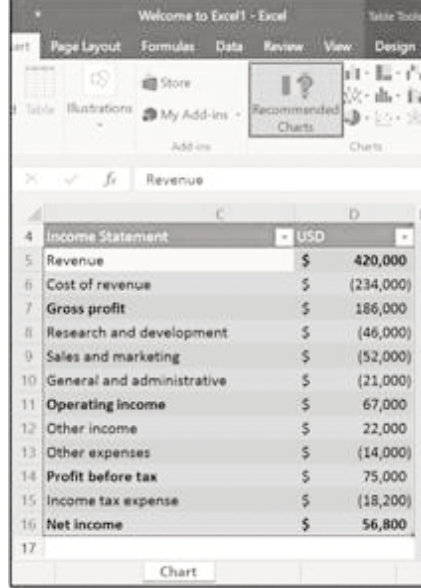 Welcome to Excel1 - Excel
Table Tools
Page Layout Formulas Data Review View Design
Table Illustrations Store My Add-ins Recommended Charts
Add-ins Charts
fx Revenue
C D
4 Income Statement USD
5 Revenue $ 420,000
6 Cost of revenue $ (234,000)
7 Gross profit $ 186,000
8 Research and development $ (46,000)
9 Sales and marketing $ (52,000)
10 General and administrative $ (21,000)
11 Operating income $ 67,000
12 Other income $ 22,000
13 Other expenses $ (14,000)
14 Profit before tax $ 75,000
15 Income tax expense $ (18,200)
16 Net income $ 56,800
17
Chart